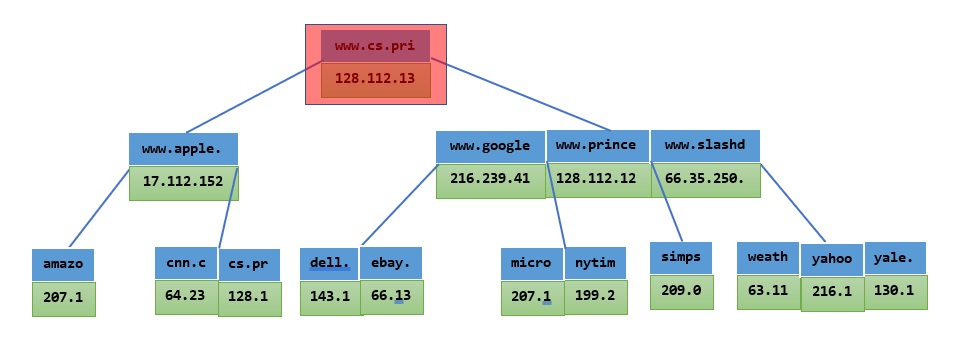 www.cs.pri
128.112.13
www.apple.
17.112.152
www.google www.prince www.slashd
216.239.41 128.112.12 66.35.250.
amazo
207.1
cnn.c cs.pr
64.23 128.1
dell. ebay.
143.1 66.13
micro nytim
207.1 199.2
simps
209.0
weath yahoo yale.
63.11 216.1 130.1